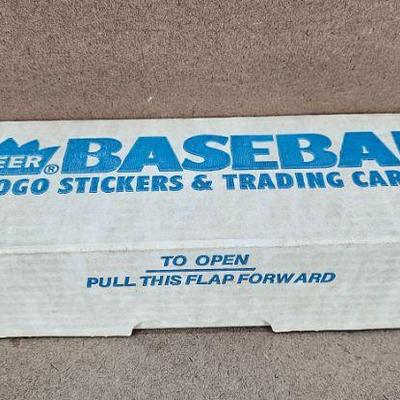 EER® BASEBAL
OGO STICKERS & TRADING CAR
TO OPEN
PULL THIS FLAP FORWARD